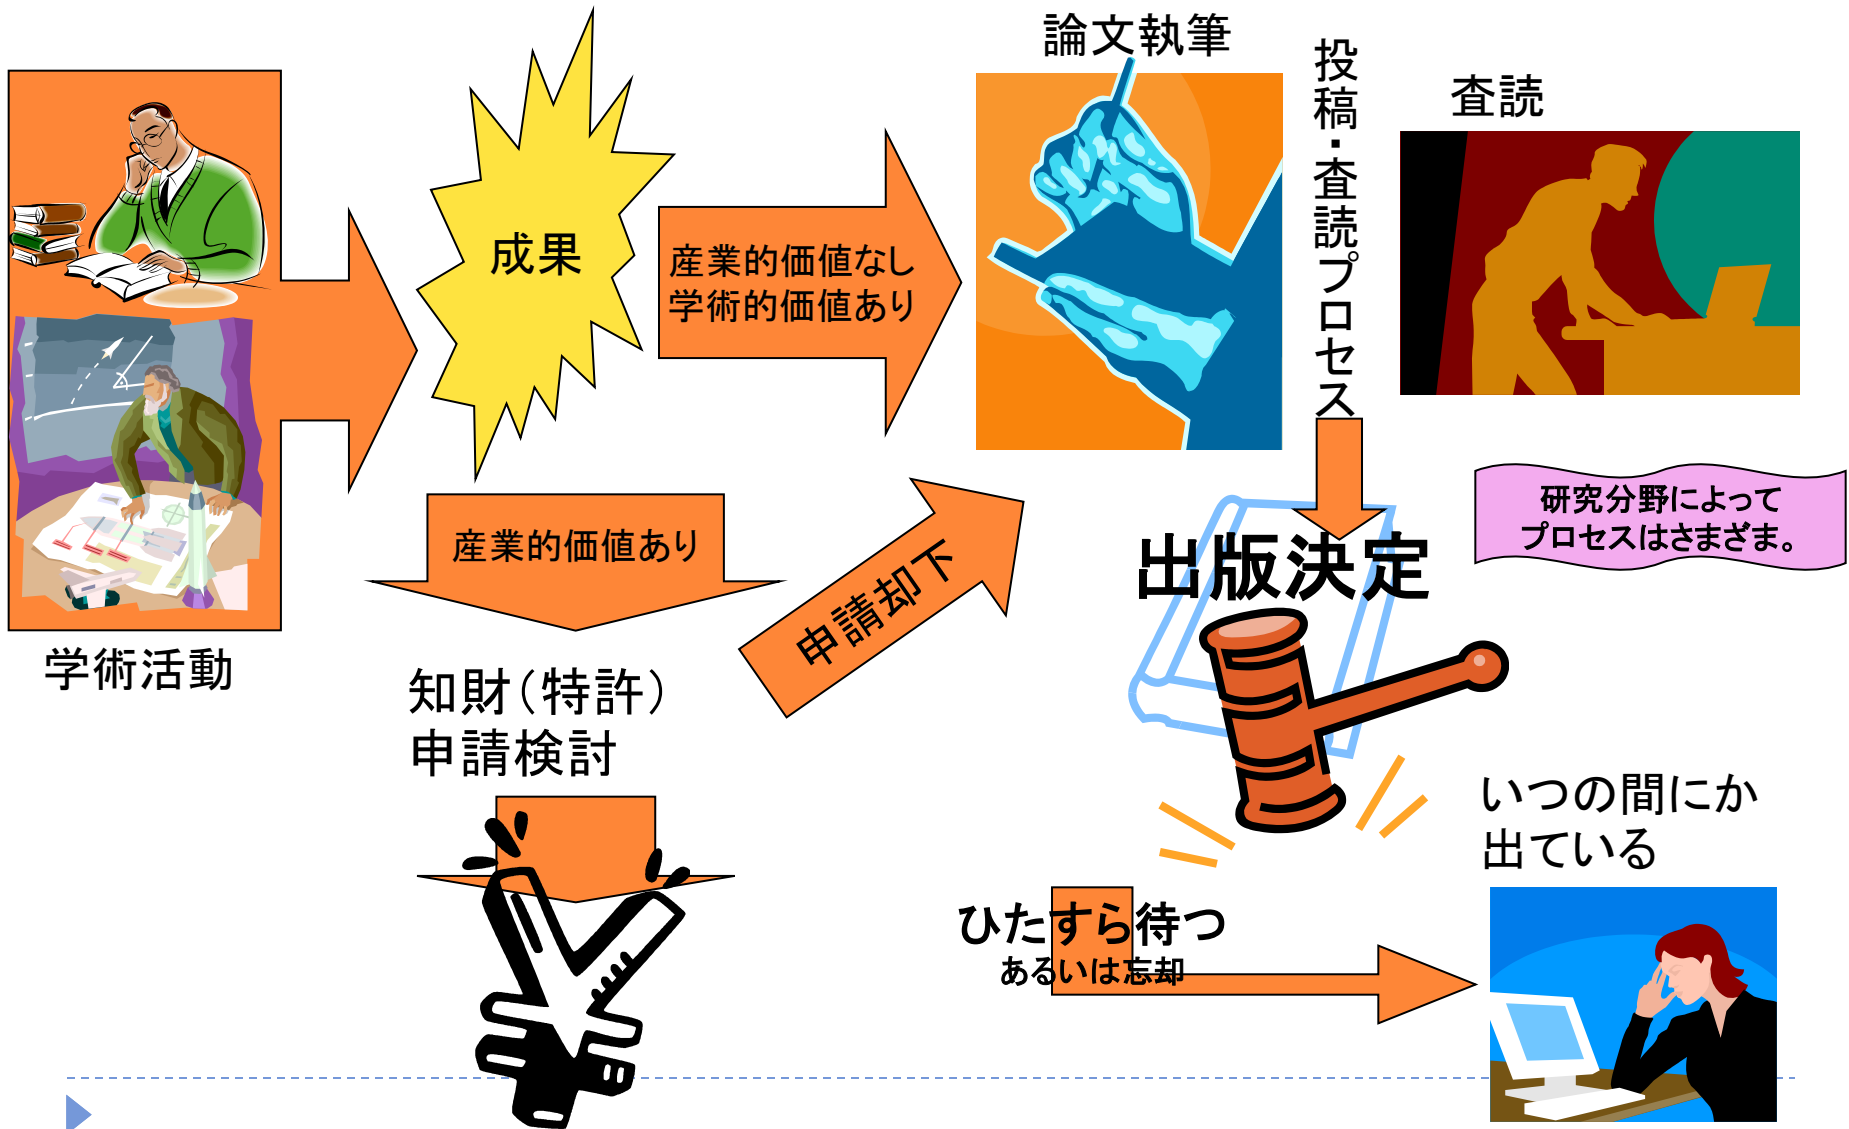 学術活動
成果
産業的価値なし
学術的価値あり
論文執筆
投稿・査読プロセス
査読
研究分野によって
プロセスはさまざま。
産業的価値あり
知財（特許）
申請検討
申請却下
出版決定
ひたすら待つ
あるいは忘却
いつの間にか
出ている